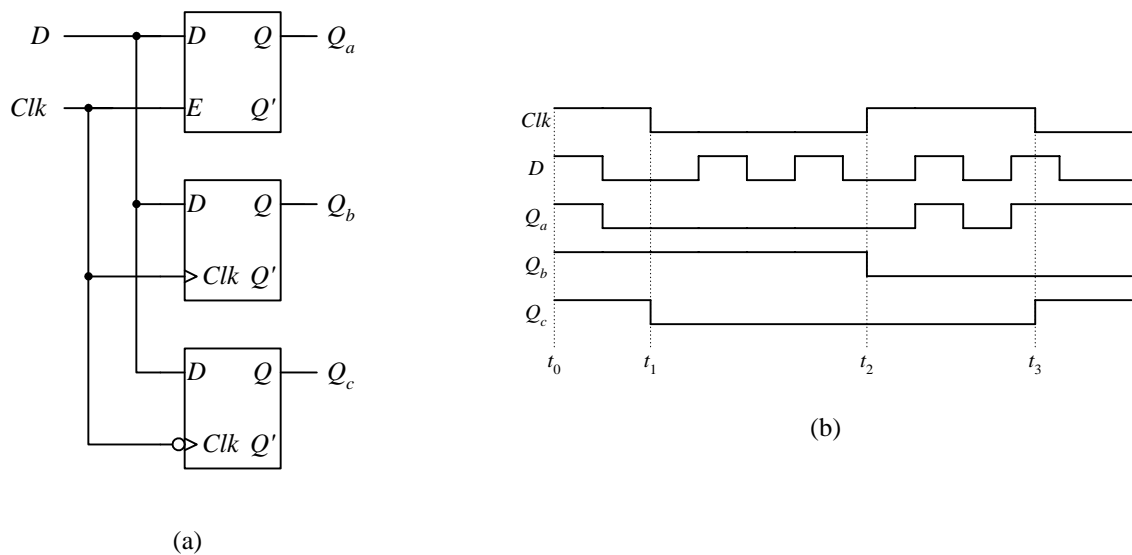 D
D Q
Q_a
Clk
E Q'
D Q
Q_b
Clk Q'
D Q
Q_c
Clk Q'
(a)
Clk
D
Q_a
Q_b
Q_c
t_0 t_1 t_2 t_3
(b)